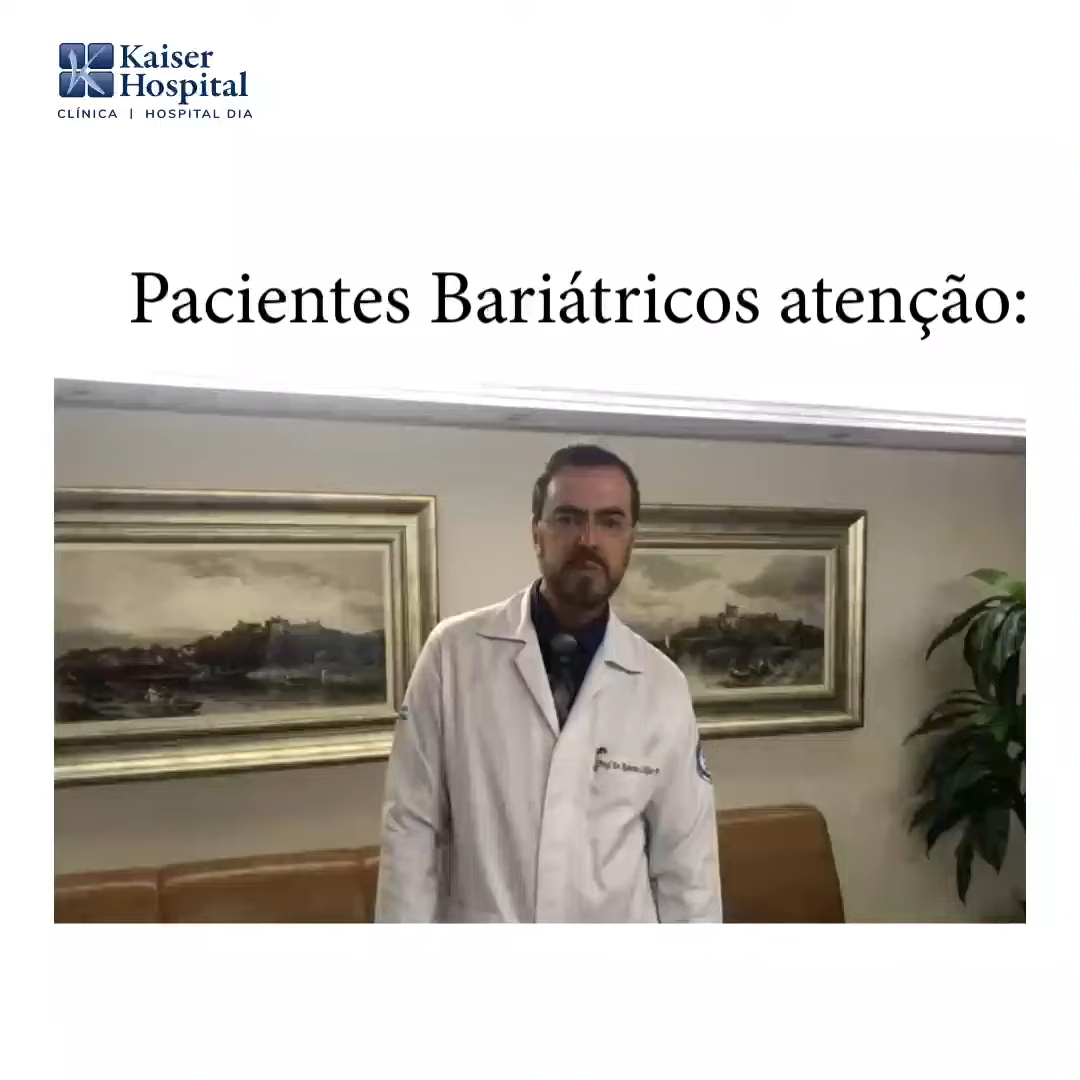 Kaiser
Hospital
CLÍNICA | HOSPITAL DIA
Pacientes Bariátricos atenção: